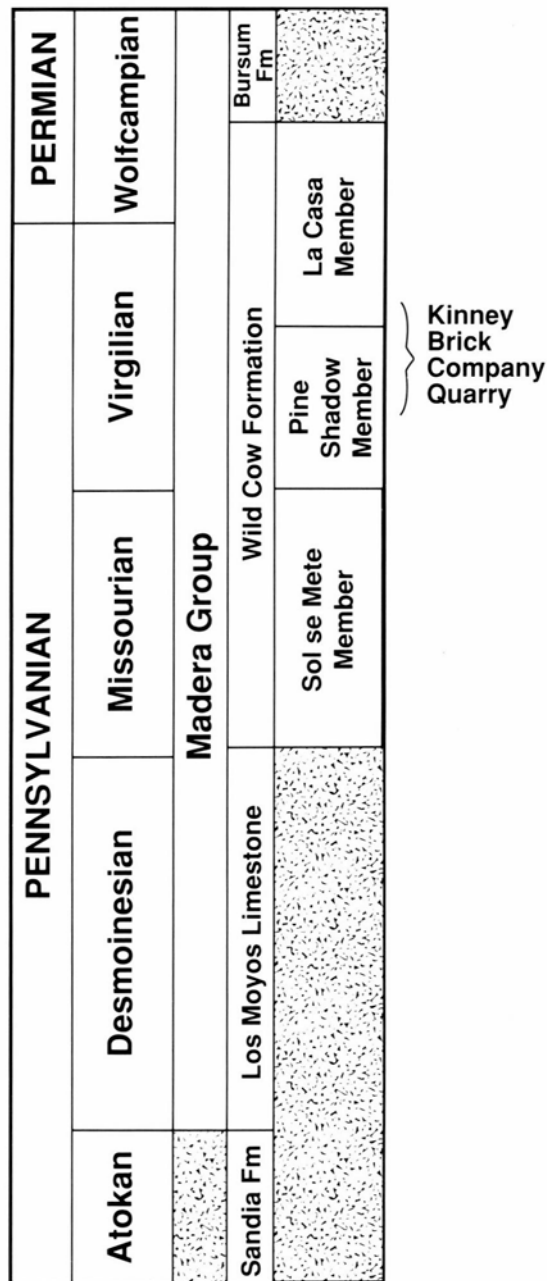 PERMIAN
PENNSYLVANIAN
Wolfcampian
Virgilian
Missourian
Desmoinesian
Atokan
Madera Group
Bursum
Fm
Wild Cow Formation
Los Moyos Limestone
Sandia Fm
La Casa
Member
Pine
Shadow
Member
Sol se Mete
Member
Kinney
Brick
Company
Quarry